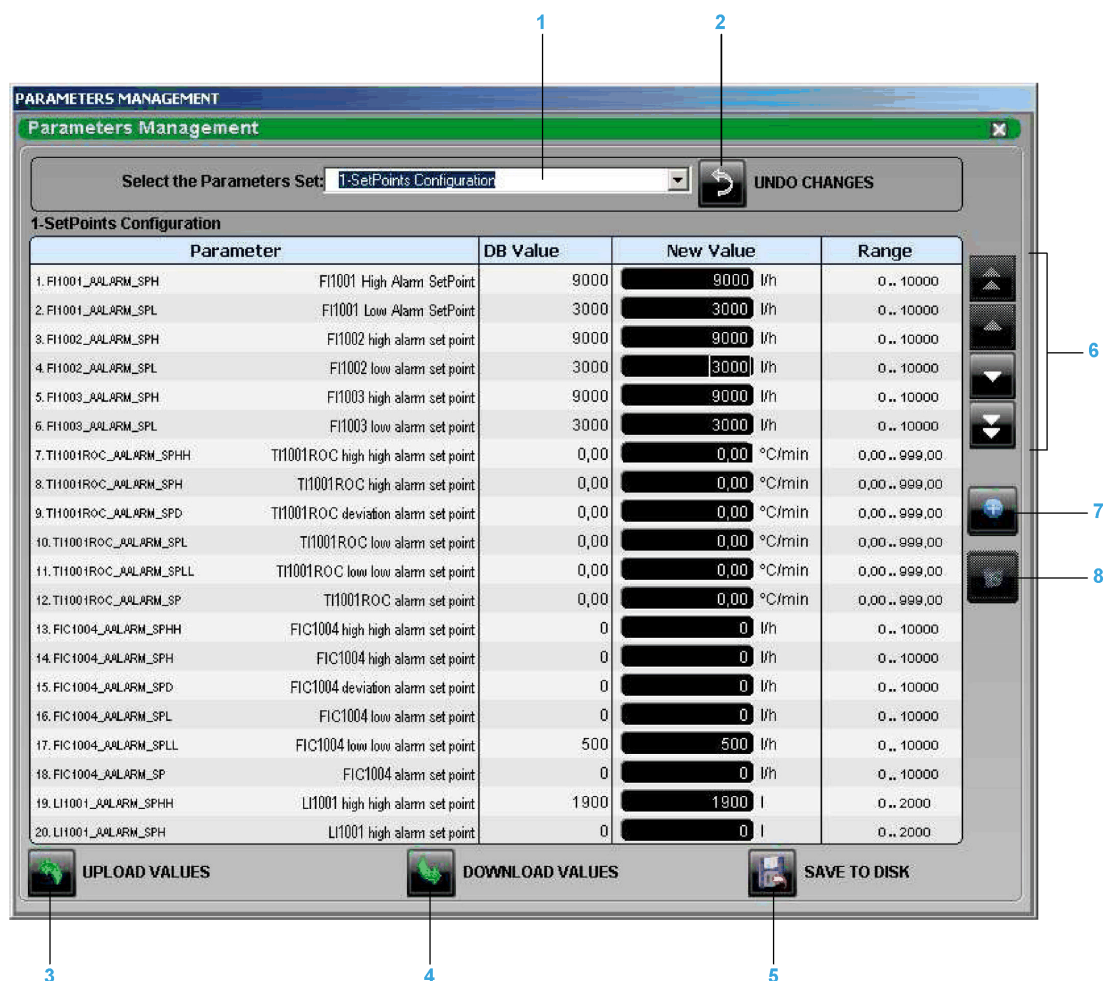 1 2
PARAMETERS MANAGEMENT
Parameters Management
Select the Parameters Set: 1-SetPoints Configuration UNDO CHANGES
1-SetPoints Configuration
Parameter DB Value New Value Range
1. FI1001_AALARM_SPH FI1001 High Alarm SetPoint 9000 9000 l/h 0 .. 10000
2. FI1001_AALARM_SPL FI1001 Low Alarm SetPoint 3000 3000 l/h 0 .. 10000
3. FI1002_AALARM_SPH FI1002 high alarm set point 9000 9000 l/h 0 .. 10000
4. FI1002_AALARM_SPL FI1002 low alarm set point 3000 3000 l/h 0 .. 10000
6
5. FI1003_AALARM_SPH FI1003 high alarm set point 9000 9000 l/h 0 .. 10000
6. FI1003_AALARM_SPL FI1003 low alarm set point 3000 3000 l/h 0 .. 10000
7. TI1001ROC_AALARM_SPHH TI1001ROC high high alarm set point 0,00 0,00 °C/min 0,00 .. 999,00
8. TI1001ROC_AALARM_SPH TI1001ROC high alarm set point 0,00 0,00 °C/min 0,00 .. 999,00
9. TI1001ROC_AALARM_SPD TI1001ROC deviation alarm set point 0,00 0,00 °C/min 0,00 .. 999,00
7
10. TI1001ROC_AALARM_SPL TI1001ROC low alarm set point 0,00 0,00 °C/min 0,00 .. 999,00
11. TI1001ROC_AALARM_SPLL TI1001ROC low low alarm set point 0,00 0,00 °C/min 0,00 .. 999,00
8
12. TI1001ROC_AALARM_SP TI1001ROC alarm set point 0,00 0,00 °C/min 0,00 .. 999,00
13. FIC1004_AALARM_SPHH FIC1004 high high alarm set point 0 0 l/h 0 .. 10000
14. FIC1004_AALARM_SPH FIC1004 high alarm set point 0 0 l/h 0 .. 10000
15. FIC1004_AALARM_SPD FIC1004 deviation alarm set point 0 0 l/h 0 .. 10000
16. FIC1004_AALARM_SPL FIC1004 low alarm set point 0 0 l/h 0 .. 10000
17. FIC1004_AALARM_SPLL FIC1004 low low alarm set point 500 500 l/h 0 .. 10000
18. FIC1004_AALARM_SP FIC1004 alarm set point 0 0 l/h 0 .. 10000
19. LI1001_AALARM_SPHH LI1001 high high alarm set point 1900 1900 l 0 .. 2000
20. LI1001_AALARM_SPH LI1001 high alarm set point 0 0 l 0 .. 2000
UPLOAD VALUES DOWNLOAD VALUES SAVE TO DISK
3 4 5